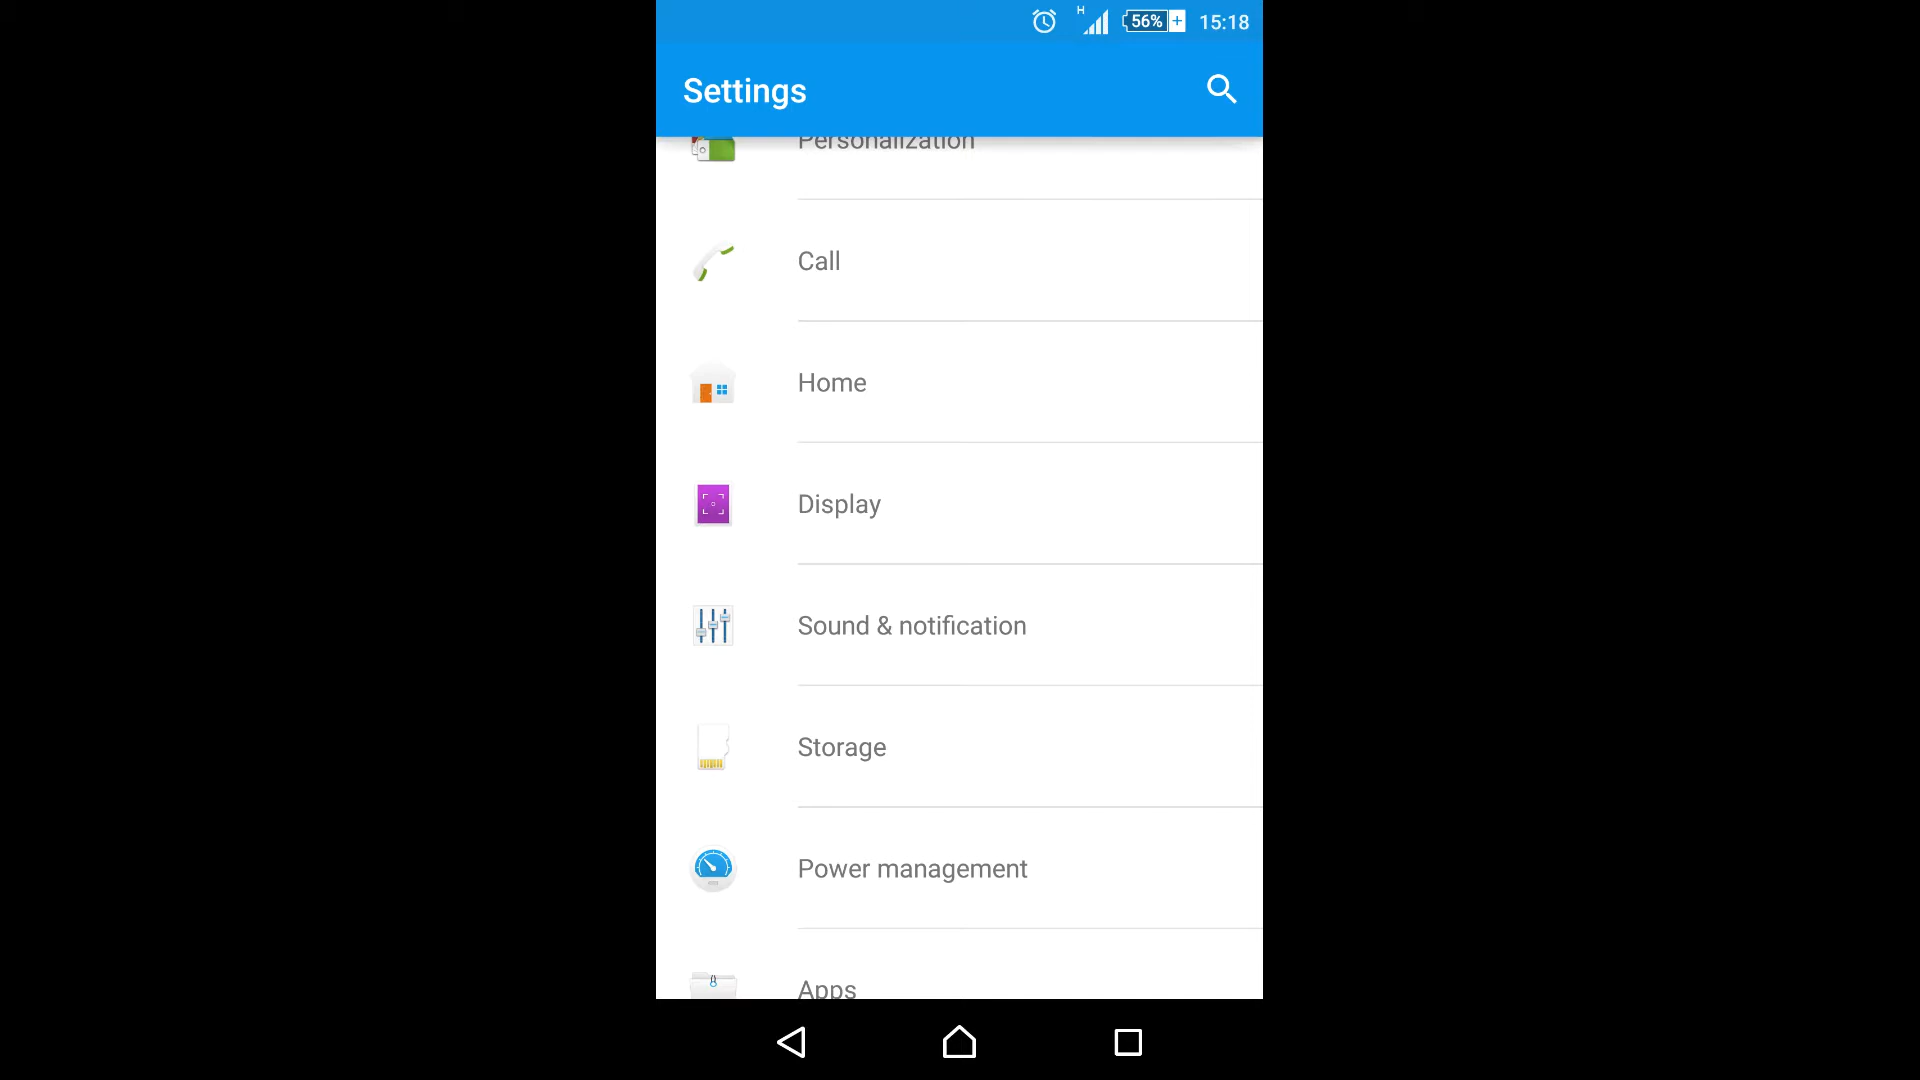 H
56%
15:18
Settings
Personalization
Call
Home
Display
Sound & notification
Storage
Power management
Apps